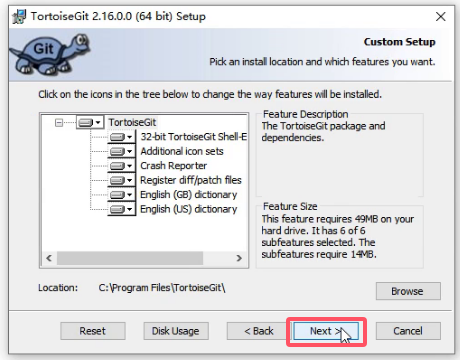 TortoiseGit 2.16.0.0 (64 bit) Setup
Git
Custom Setup
Pick an install location and which features you want.
Click on the icons in the tree below to change the way features will be installed.
TortoiseGit
32-bit TortoiseGit Shell-E
Additional icon sets
Crash Reporter
Register diff/patch files
English (GB) dictionary
English (US) dictionary
Feature Description
The TortoiseGit package and
dependencies.
Feature Size
This feature requires 49MB on your
hard drive. It has 6 of 6
subfeatures selected. The
subfeatures require 14MB.
Location: C:\Program Files\TortoiseGit\
Browse
Reset Disk Usage < Back Next > Cancel